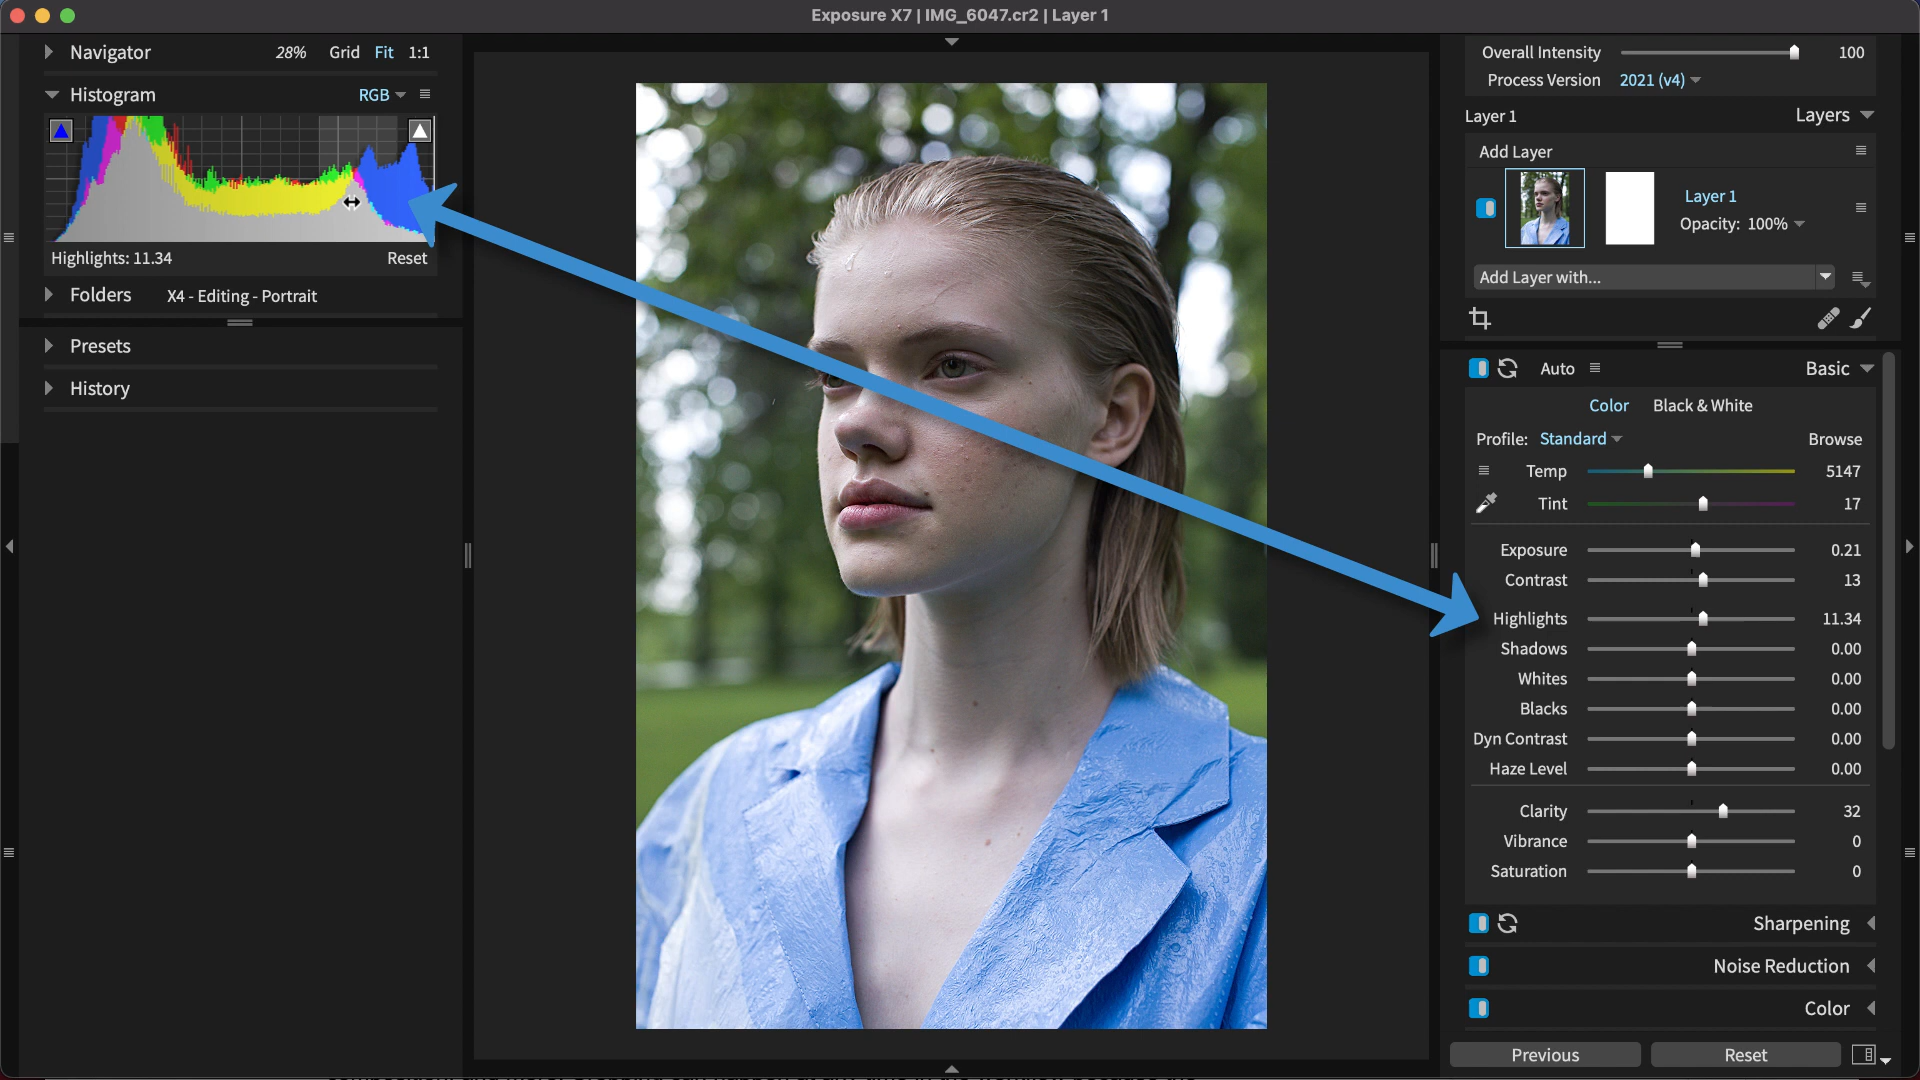 Exposure X7 | IMG_6047.cr2 | Layer 1
Navigator 28% Grid Fit 1:1
Histogram RGB
Highlights: 11.34 Reset
Folders X4 - Editing - Portrait
Presets
History
Overall Intensity 100
Process Version 2021 (v4)
Layer 1 Layers
Add Layer
Layer 1
Opacity: 100%
Add Layer with...
Auto Basic
Color Black & White
Profile: Standard Browse
Temp 5147
Tint 17
Exposure 0.21
Contrast 13
Highlights 11.34
Shadows 0.00
Whites 0.00
Blacks 0.00
Dyn Contrast 0.00
Haze Level 0.00
Clarity 32
Vibrance 0
Saturation 0
Sharpening
Noise Reduction
Color
Previous Reset